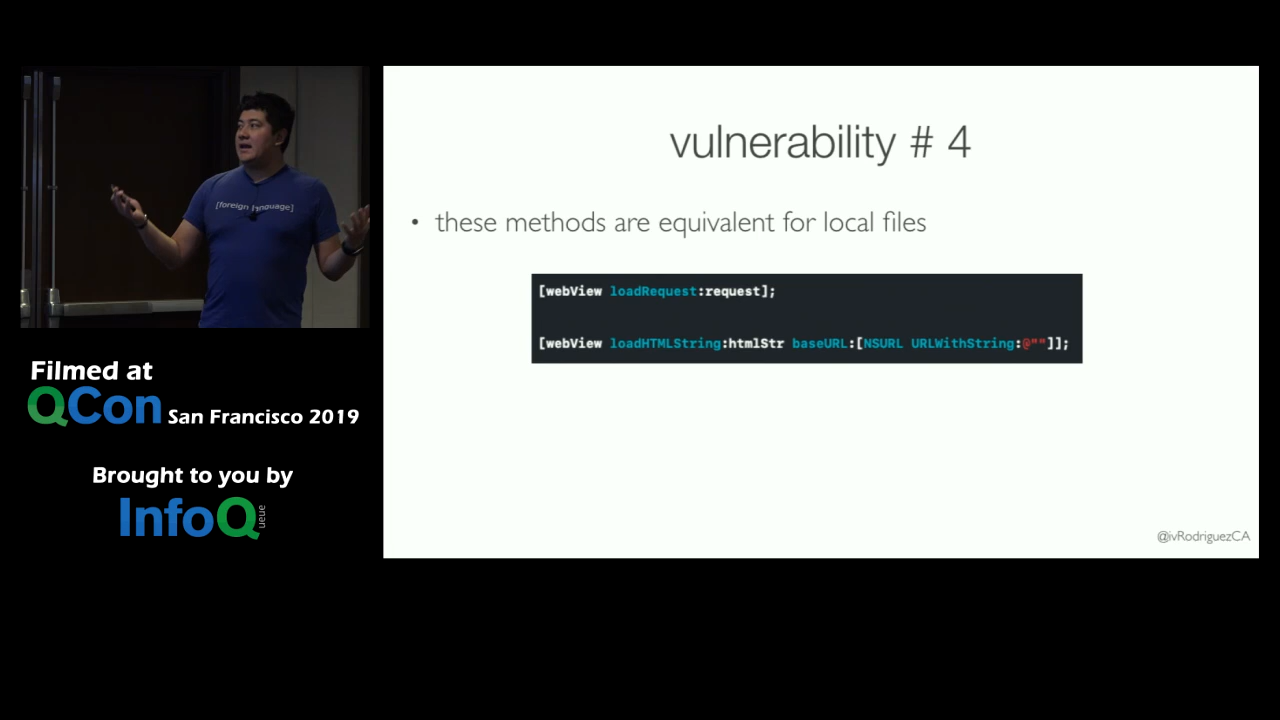 [foreign language]
Filmed at
QCon San Francisco 2019
Brought to you by
InfoQ
ueue
vulnerability # 4
• these methods are equivalent for local files
[webView loadRequest:request];
[webView loadHTMLString:htmlStr baseURL:[NSURL URLWithString:@""]];
@ivRodriguezCA